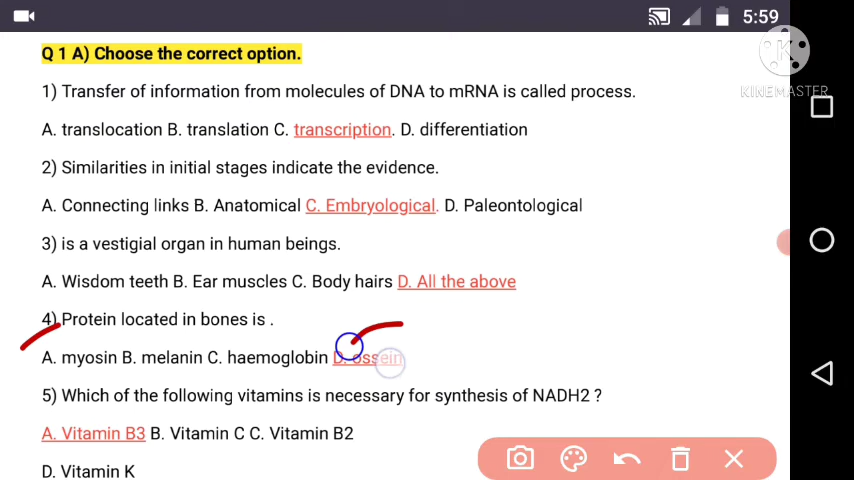 5:59
Q 1 A) Choose the correct option.
KINEMASTER
1) Transfer of information from molecules of DNA to mRNA is called process.
A. translocation B. translation C. transcription. D. differentiation
2) Similarities in initial stages indicate the evidence.
A. Connecting links B. Anatomical C. Embryological. D. Paleontological
3) is a vestigial organ in human beings.
A. Wisdom teeth B. Ear muscles C. Body hairs D. All the above
4) Protein located in bones is .
A. myosin B. melanin C. haemoglobin D. ossein
5) Which of the following vitamins is necessary for synthesis of NADH2 ?
A. Vitamin B3 B. Vitamin C C. Vitamin B2
D. Vitamin K